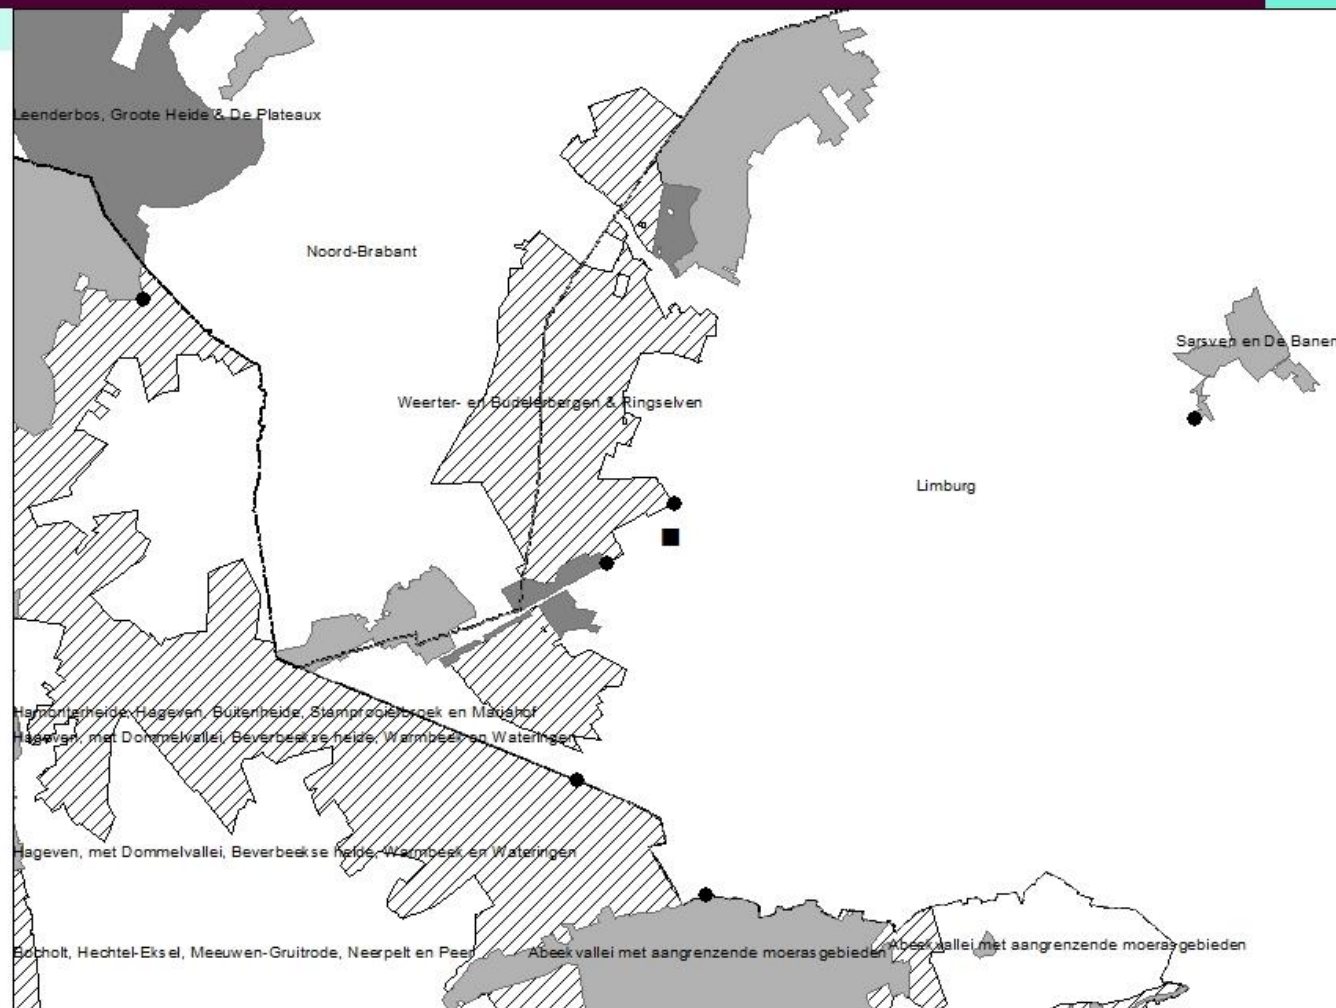 Leenderbos, Groote Heide & De Plateaux
Noord-Brabant
Sarsven en De Banen
Weerter- en Budelerbergen & Ringselven
Limburg
Hamonterheide, Hageven, Buitenheide, Stamprooierbroek en Mariahof
Hageven, met Dommelvallei, Beverbeekse heide, Warmbeek en Wateringen
Hageven, met Dommelvallei, Beverbeekse heide, Warmbeek en Wateringen
Bocholt, Hechtel-Eksel, Meeuwen-Gruitrode, Neerpelt en Peer
Abeekvallei met aangrenzende moerasgebieden
Abeekvallei met aangrenzende moerasgebieden